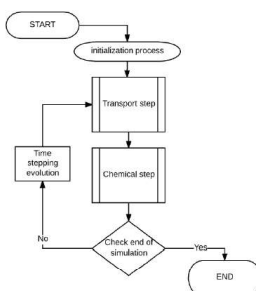 START
initialization process
Transport step
Time
stepping
evolution
Chemical step
Check end of
simulation
No
Yes
END